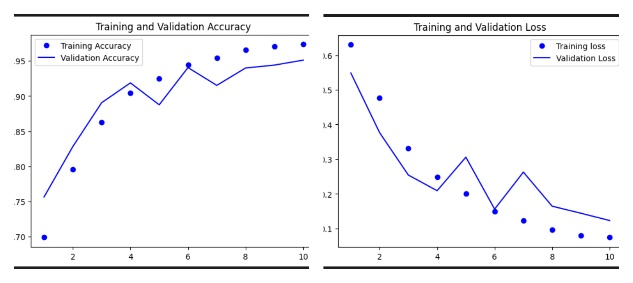 Training and Validation Accuracy
Training Accuracy
Validation Accuracy
.95
.90
.85
.80
.75
.70
2 4 6 8 10
Training and Validation Loss
Training loss
Validation Loss
.6
.5
.4
.3
.2
.1
2 4 6 8 10